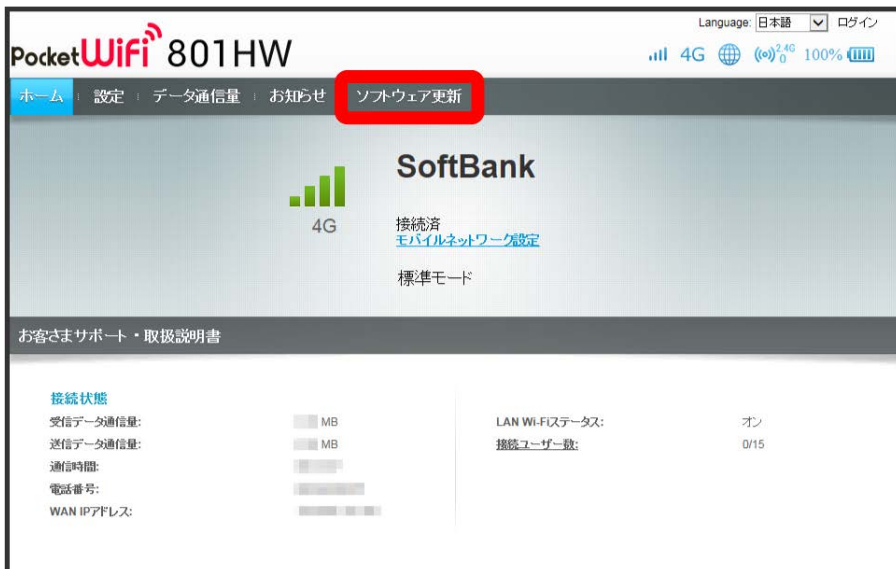 Language: 日本語 ログイン
PocketWiFi 801HW
4G 2.4G 0 100%
ホーム 設定 データ通信量 お知らせ ソフトウェア更新
SoftBank
4G
接続済
モバイルネットワーク設定
標準モード
お客さまサポート・取扱説明書
接続状態
受信データ通信量: MB LAN Wi-Fiステータス: オン
送信データ通信量: MB 接続ユーザー数: 0/15
通信時間:
電話番号:
WAN IPアドレス: